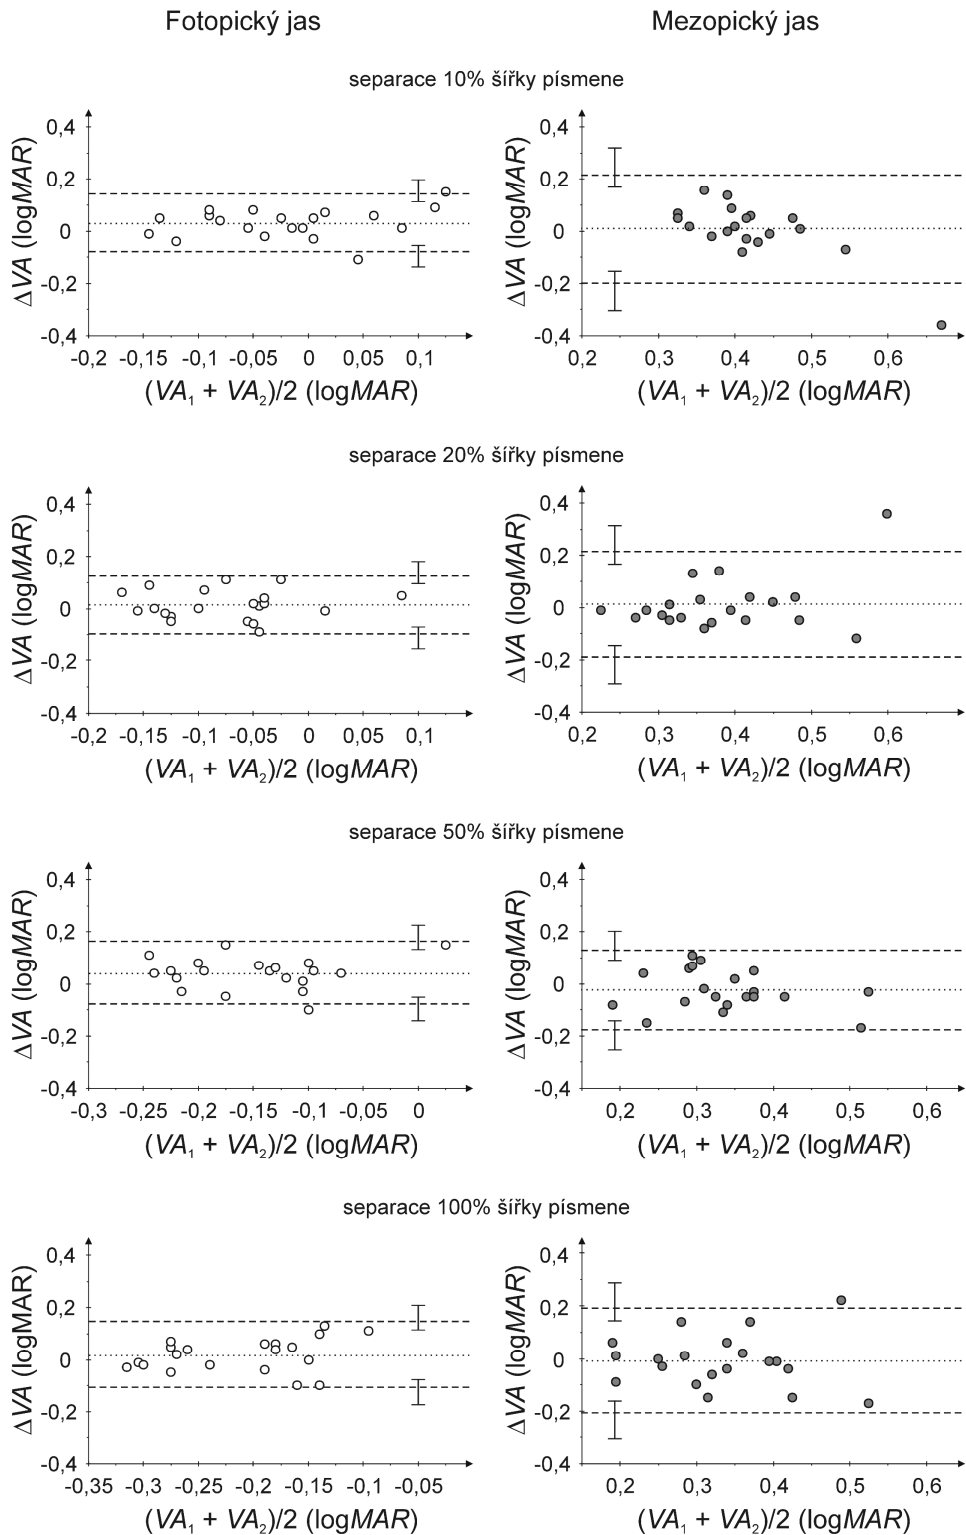 Fotopický jas Mezopický jas
separace 10% šířky písmene
ΔVA (logMAR)
0,4
0,2
0
-0,2
-0,4
-0,2 -0,15 -0,1 -0,05 0 0,05 0,1
(VA₁ + VA₂)/2 (logMAR)
ΔVA (logMAR)
0,4
0,2
0
-0,2
-0,4
0,2 0,3 0,4 0,5 0,6
(VA₁ + VA₂)/2 (logMAR)
separace 20% šířky písmene
ΔVA (logMAR)
0,4
0,2
0
-0,2
-0,4
-0,2 -0,15 -0,1 -0,05 0 0,05 0,1
(VA₁ + VA₂)/2 (logMAR)
ΔVA (logMAR)
0,4
0,2
0
-0,2
-0,4
0,2 0,3 0,4 0,5 0,6
(VA₁ + VA₂)/2 (logMAR)
separace 50% šířky písmene
ΔVA (logMAR)
0,4
0,2
0
-0,2
-0,4
-0,3 -0,25 -0,2 -0,15 -0,1 -0,05 0
(VA₁ + VA₂)/2 (logMAR)
ΔVA (logMAR)
0,4
0,2
0
-0,2
-0,4
0,2 0,3 0,4 0,5 0,6
(VA₁ + VA₂)/2 (logMAR)
separace 100% šířky písmene
ΔVA (logMAR)
0,4
0,2
0
-0,2
-0,4
-0,35 -0,3 -0,25 -0,2 -0,15 -0,1 -0,05
(VA₁ + VA₂)/2 (logMAR)
ΔVA (logMAR)
0,4
0,2
0
-0,2
-0,4
0,2 0,3 0,4 0,5 0,6
(VA₁ + VA₂)/2 (logMAR)